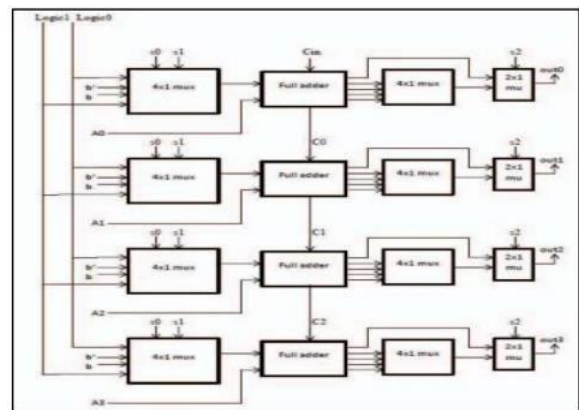 Logic1 Logic0
s0 s1 Cin s2
b'
b
4x1 mux Full adder 4x1 mux 2x1 mu out0
A0
C0
s0 s1 s2
b'
b
4x1 mux Full adder 4x1 mux 2x1 mu out1
A1
C1
s0 s1 s2
b'
b
4x1 mux Full adder 4x1 mux 2x1 mu out2
A2
C2
s0 s1 s2
b'
b
4x1 mux Full adder 4x1 mux 2x1 mu out3
A3